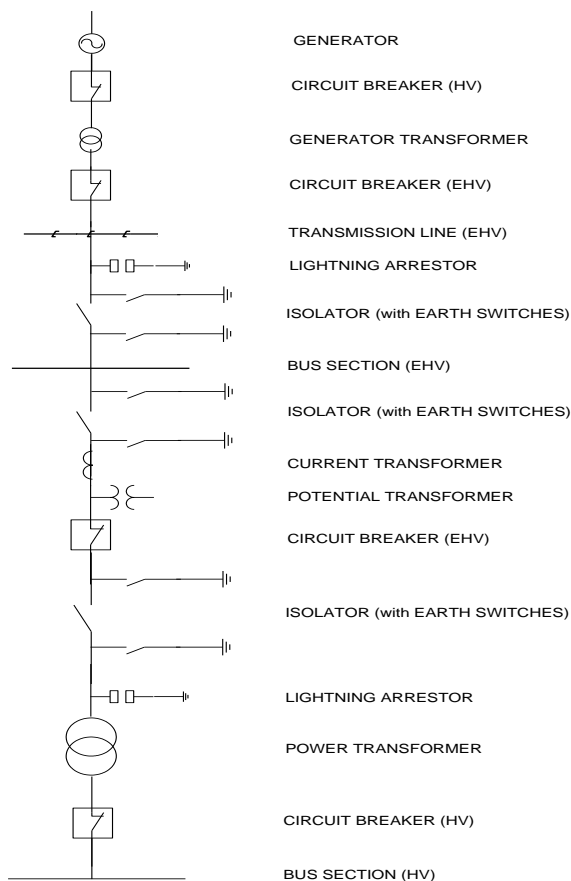 GENERATOR
CIRCUIT BREAKER (HV)
GENERATOR TRANSFORMER
CIRCUIT BREAKER (EHV)
TRANSMISSION LINE (EHV)
LIGHTNING ARRESTOR
ISOLATOR (with EARTH SWITCHES)
BUS SECTION (EHV)
ISOLATOR (with EARTH SWITCHES)
CURRENT TRANSFORMER
POTENTIAL TRANSFORMER
CIRCUIT BREAKER (EHV)
ISOLATOR (with EARTH SWITCHES)
LIGHTNING ARRESTOR
POWER TRANSFORMER
CIRCUIT BREAKER (HV)
BUS SECTION (HV)